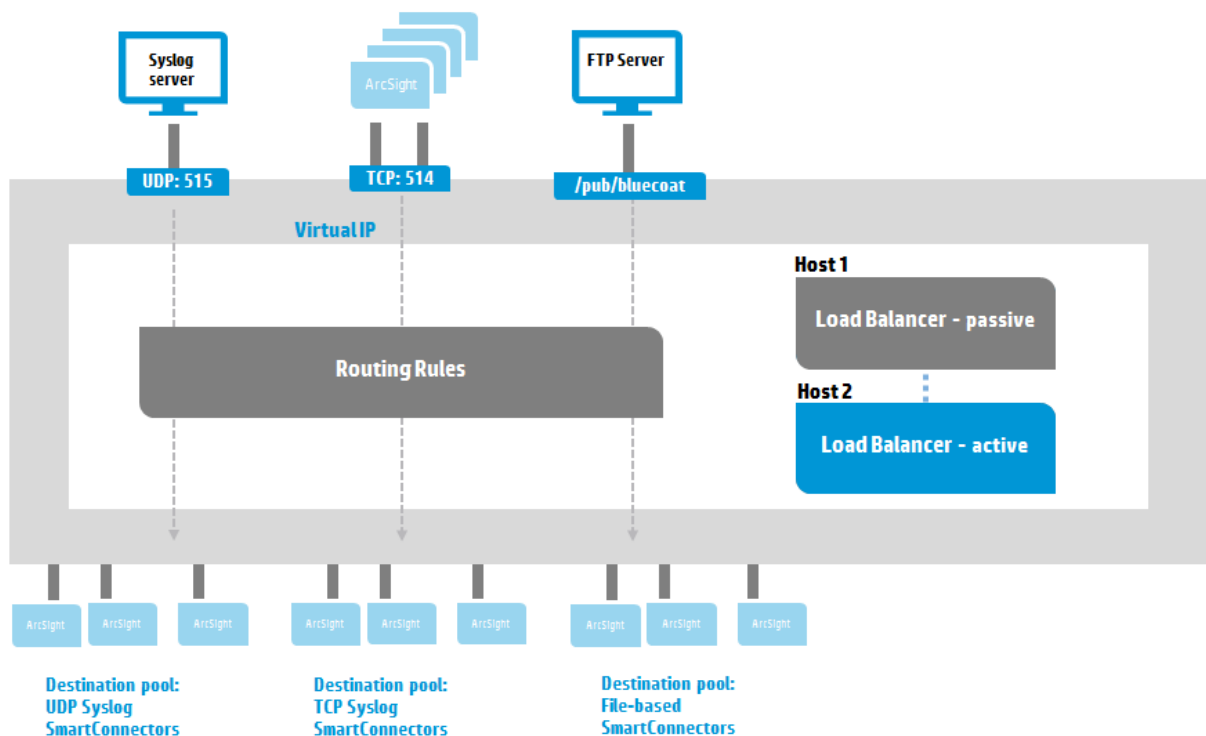 Syslog
server
ArcSight
FTP Server
UDP: 515
TCP: 514
/pub/bluecoat
Virtual IP
Host 1
Load Balancer - passive
Routing Rules
Host 2
Load Balancer - active
ArcSight
ArcSight
ArcSight
ArcSight
ArcSight
ArcSight
ArcSight
ArcSight
ArcSight
Destination pool:
UDP Syslog
SmartConnectors
Destination pool:
TCP Syslog
SmartConnectors
Destination pool:
File-based
SmartConnectors